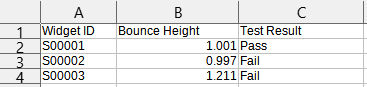 A B C
1 Widget ID Bounce Height Test Result
2 S00001 1.001 Pass
3 S00002 0.997 Fail
4 S00003 1.211 Fail